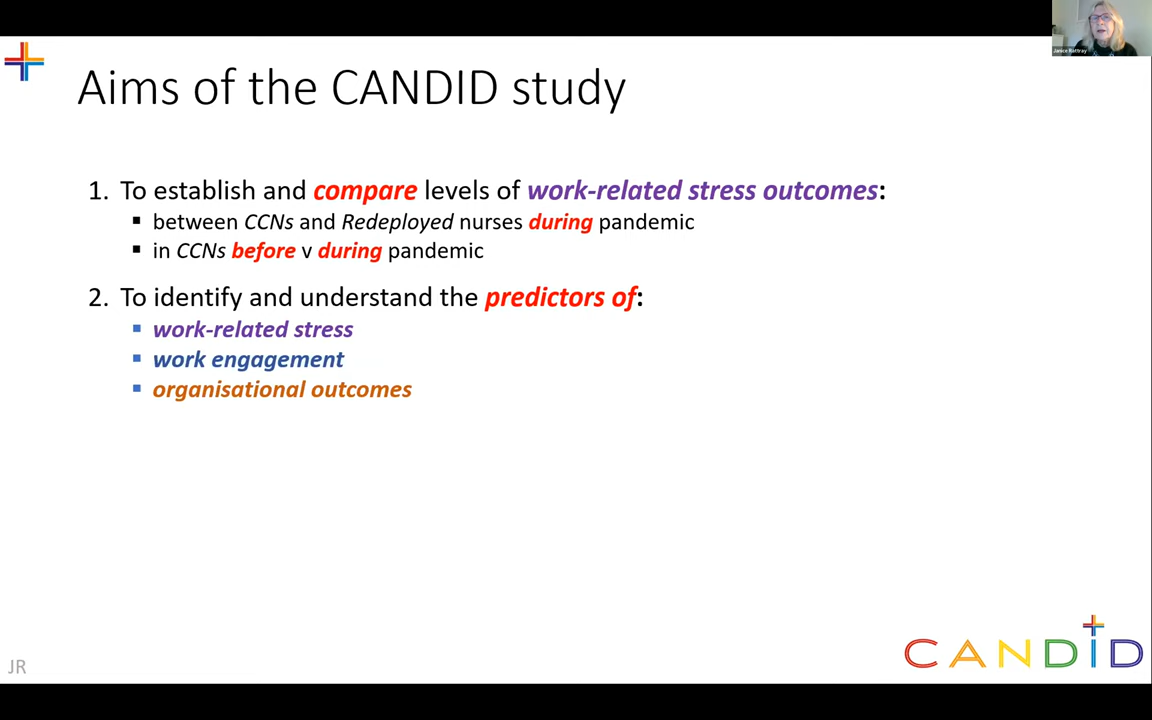 Janice Rattray
Aims of the CANDID study
1. To establish and compare levels of work-related stress outcomes:
▪ between CCNs and Redeployed nurses during pandemic
▪ in CCNs before v during pandemic
2. To identify and understand the predictors of:
▪ work-related stress
▪ work engagement
▪ organisational outcomes
JR
CANDiD